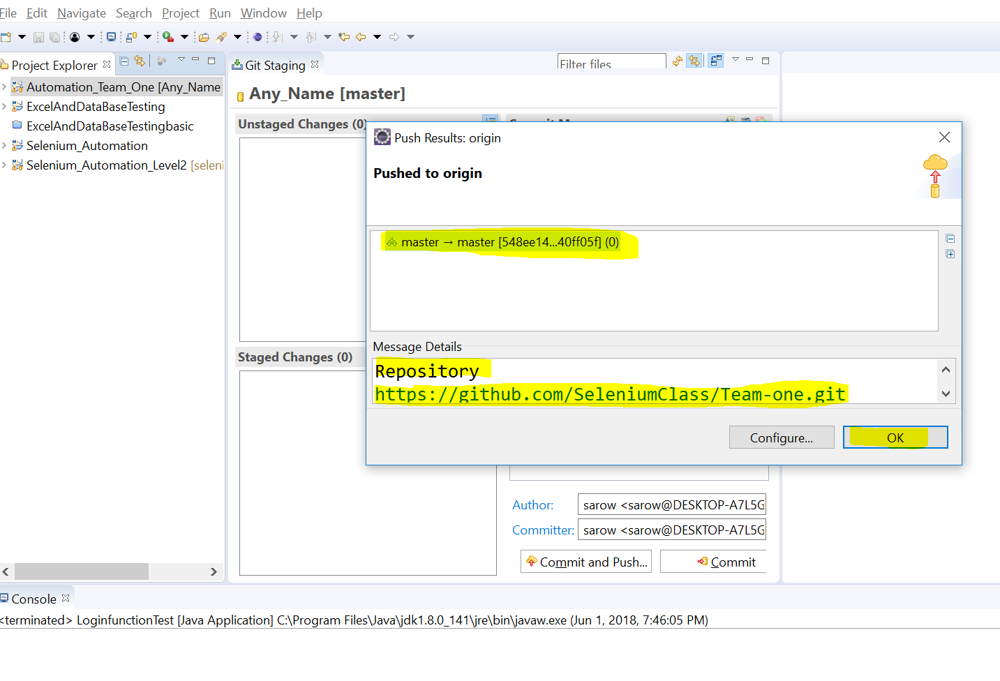 File Edit Navigate Search Project Run Window Help
Project Explorer
Git Staging
Filter files
Automation_Team_One [Any_Name
ExcelAndDataBaseTesting
ExcelAndDataBaseTestingbasic
Selenium_Automation
Selenium_Automation_Level2 [seleni
Any_Name [master]
Unstaged Changes (0)
Staged Changes (0)
Push Results: origin
Pushed to origin
master → master [548ee14...40ff05f] (0)
Message Details
Repository
https://github.com/SeleniumClass/Team-one.git
Configure...
OK
Author: sarow <sarow@DESKTOP-A7L5G
Committer: sarow <sarow@DESKTOP-A7L5G
Commit and Push...
Commit
Console
<terminated> LoginfunctionTest [Java Application] C:\Program Files\Java\jdk1.8.0_141\jre\bin\javaw.exe (Jun 1, 2018, 7:46:05 PM)